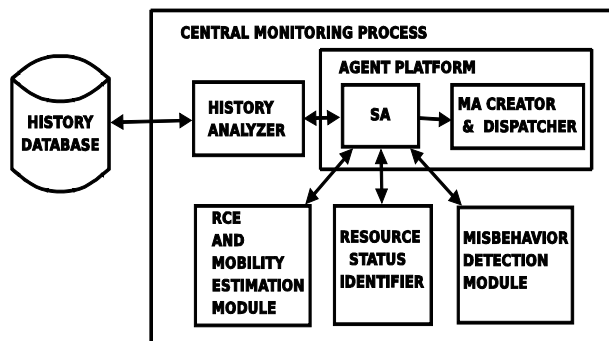 CENTRAL MONITORING PROCESS
AGENT PLATFORM
HISTORY
DATABASE
HISTORY
ANALYZER
SA
MA CREATOR
& DISPATCHER
RCE
AND
MOBILITY
ESTIMATION
MODULE
RESOURCE
STATUS
IDENTIFIER
MISBEHAVIOR
DETECTION
MODULE